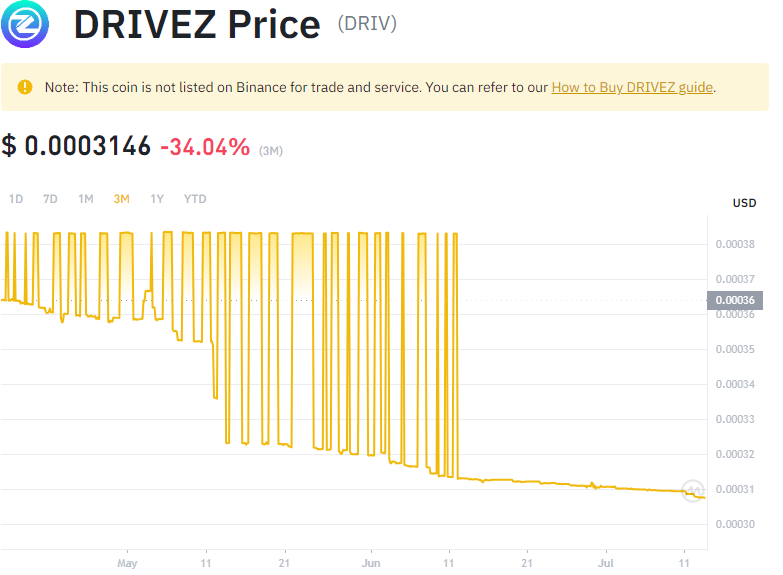 DRIVEZ Price (DRIV)
Note: This coin is not listed on Binance for trade and service. You can refer to our How to Buy DRIVEZ guide.
$ 0.0003146 -34.04% (3M)
1D 7D 1M 3M 1Y YTD
USD
0.00038
0.00037
0.00036
0.00036
0.00035
0.00034
0.00033
0.00032
0.00031
0.00030
May 11 21 Jun 11 21 Jul 11